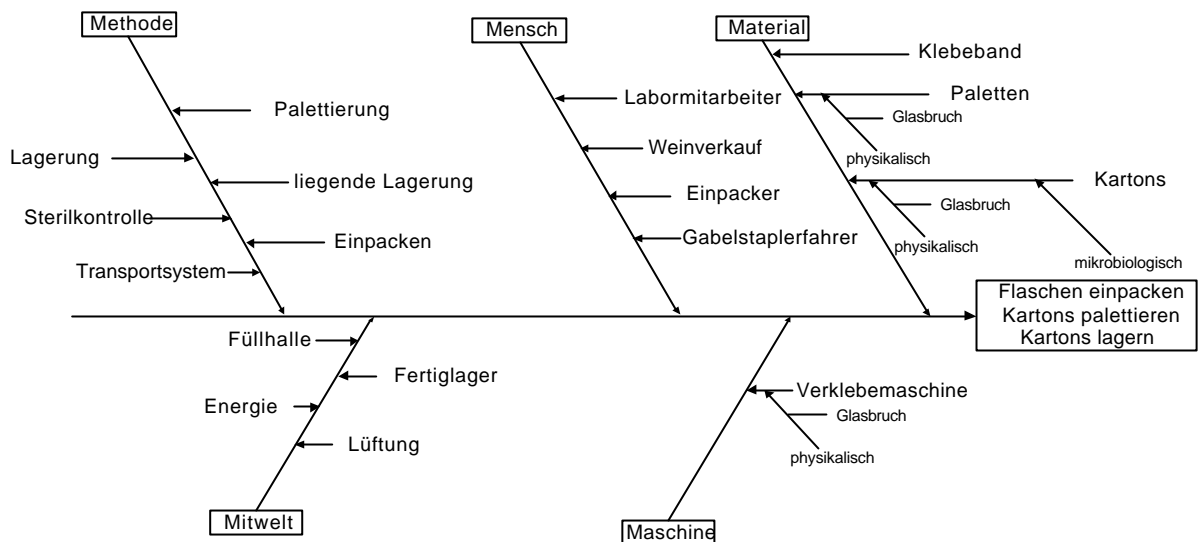 Methode
Mensch
Material
Klebeband
Labormitarbeiter
Paletten
Palettierung
Glasbruch
Weinverkauf
Lagerung
physikalisch
liegende Lagerung
Kartons
Einpacker
Glasbruch
Sterilkontrolle
Einpacken
Gabelstaplerfahrer
physikalisch
mikrobiologisch
Transportsystem
Flaschen einpacken
Kartons palettieren
Kartons lagern
Füllhalle
Fertiglager
Verklebemaschine
Energie
Glasbruch
Lüftung
physikalisch
Mitwelt
Maschine